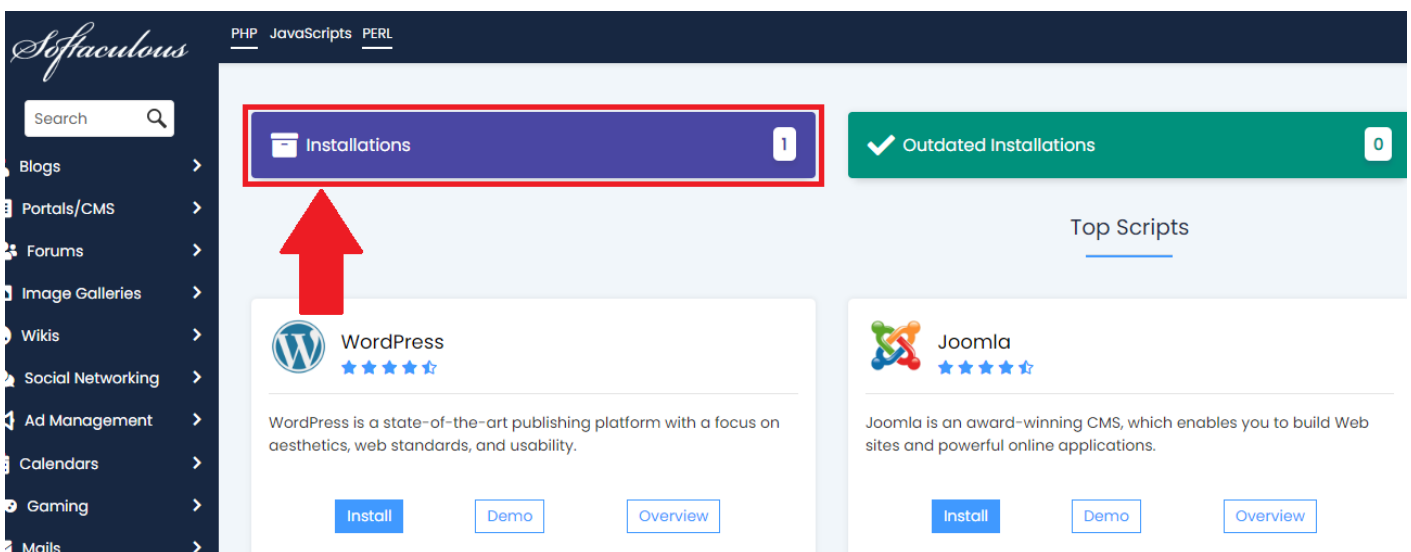 Softaculous
PHP JavaScripts PERL
Search
Installations 1
Outdated Installations 0
Blogs
Portals/CMS
Forums
Image Galleries
Wikis
Social Networking
Ad Management
Calendars
Gaming
Mails
Top Scripts
WordPress
WordPress is a state-of-the-art publishing platform with a focus on
aesthetics, web standards, and usability.
Install Demo Overview
Joomla
Joomla is an award-winning CMS, which enables you to build Web
sites and powerful online applications.
Install Demo Overview